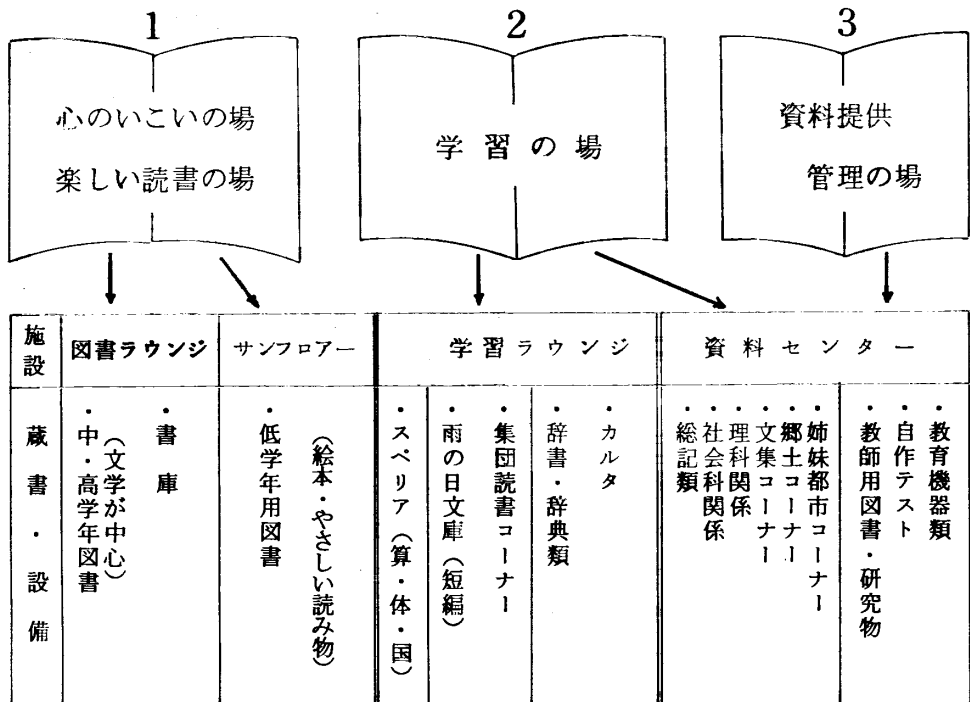 1
心のいこいの場
楽しい読書の場
2
学習の場
3
資料提供
管理の場
施設
図書ラウンジ
サンフロアー
学習ラウンジ
資料センター
蔵書・設備
・書庫
(文学が中心)
・中・高学年図書
(絵本・やさしい読み物)
・低学年用図書
・カルタ
・辞書・辞典類
・集団読書コーナー
・雨の日文庫(短編)
・スペリア(算・体・国)
・教育機器類
・自作テスト
・教師用図書・研究物
・姉妹都市コーナー
・郷土コーナー
・文集コーナー
・理科関係
・社会科関係
・総記類